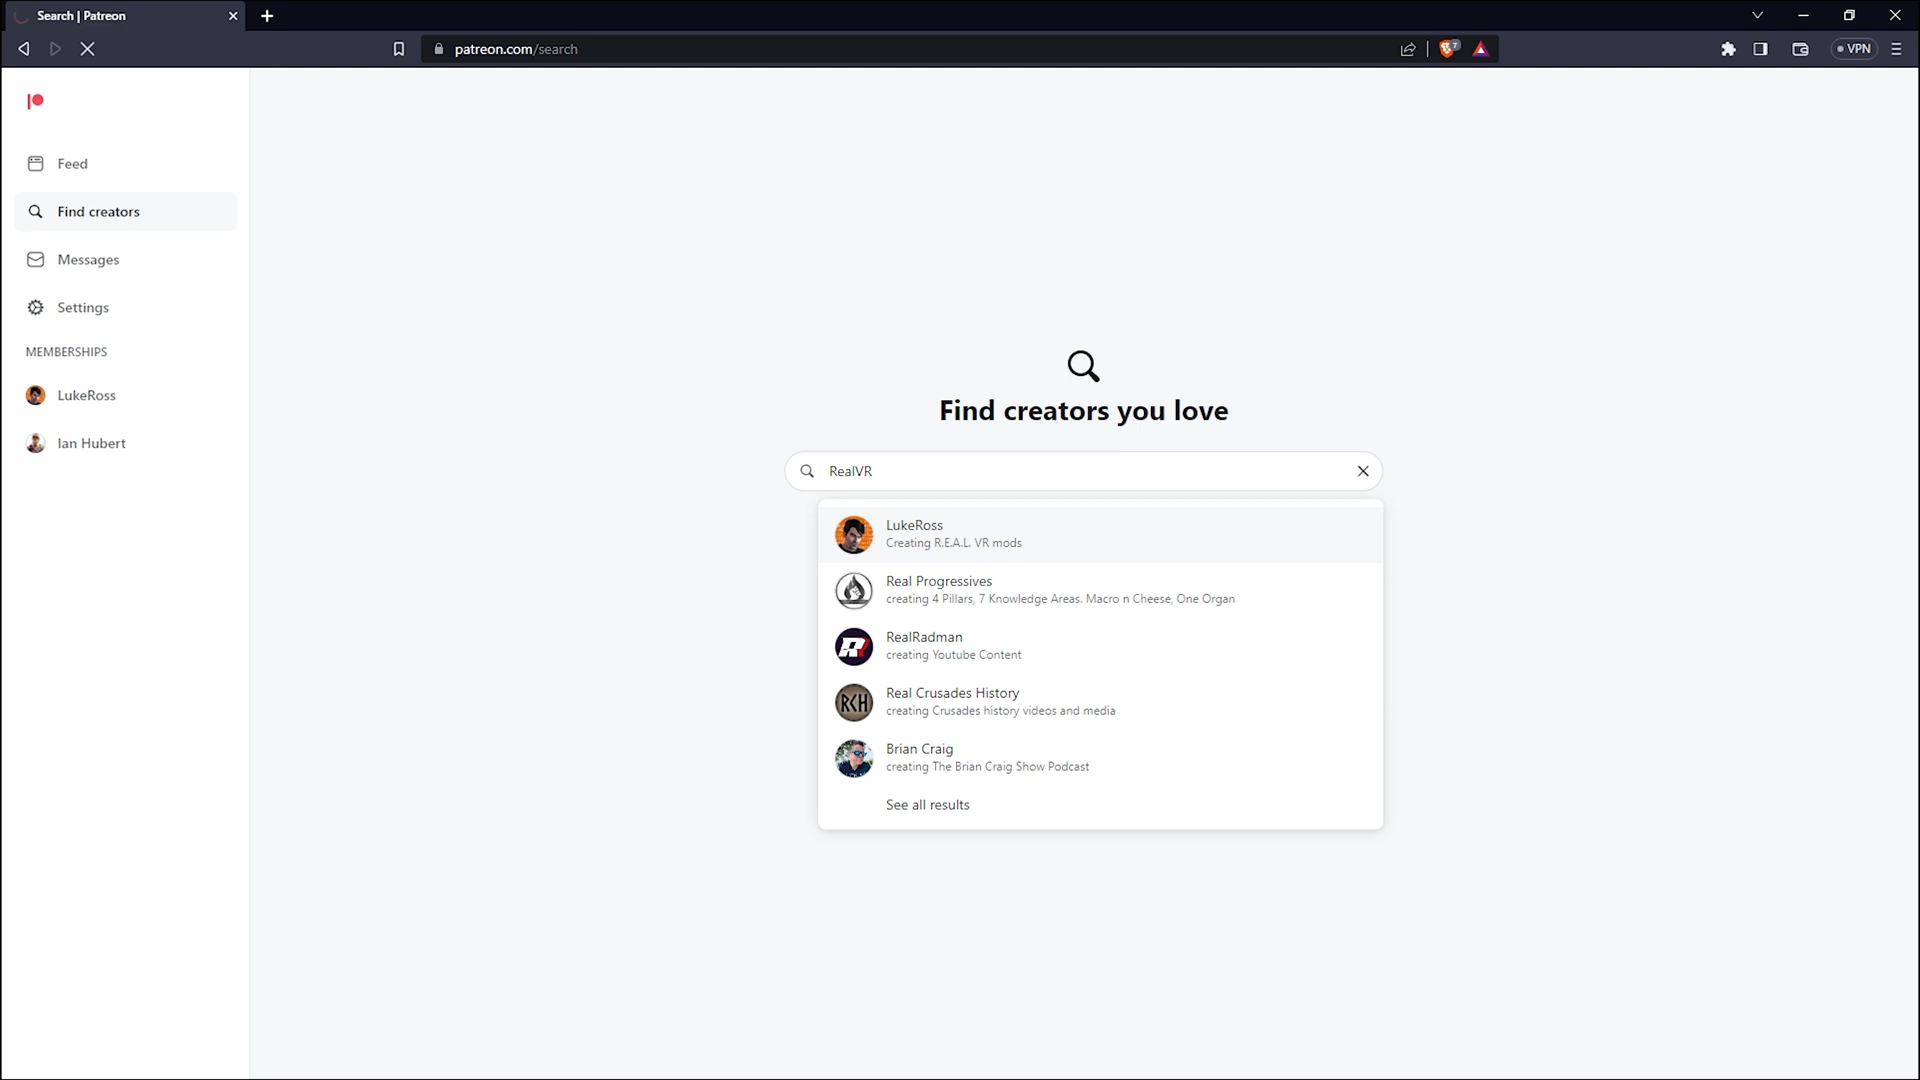 Search | Patreon
patreon.com/search
7
VPN
Feed
Find creators
Messages
Settings
MEMBERSHIPS
LukeRoss
Ian Hubert
Find creators you love
RealVR
LukeRoss
Creating R.E.A.L. VR mods
Real Progressives
creating 4 Pillars, 7 Knowledge Areas. Macro n Cheese, One Organ
RealRadman
creating Youtube Content
RCH
Real Crusades History
creating Crusades history videos and media
Brian Craig
creating The Brian Craig Show Podcast
See all results